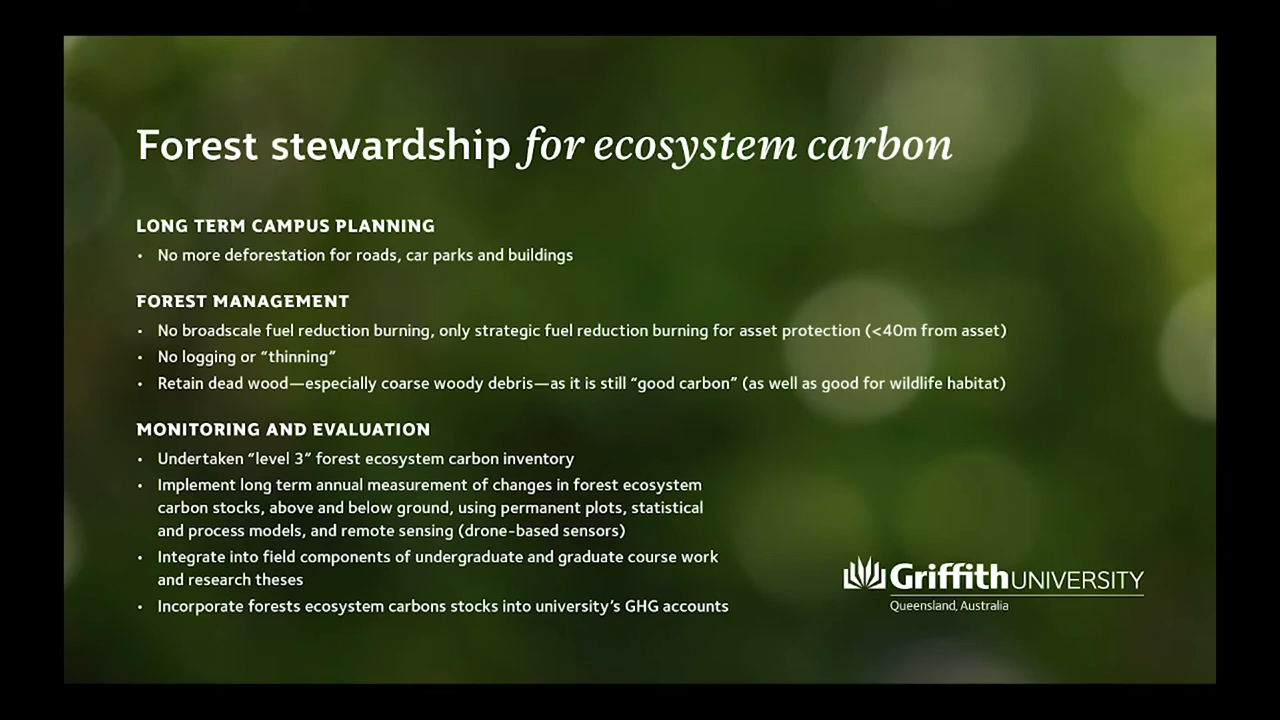 Forest stewardship for ecosystem carbon
LONG TERM CAMPUS PLANNING
• No more deforestation for roads, car parks and buildings
FOREST MANAGEMENT
• No broadscale fuel reduction burning, only strategic fuel reduction burning for asset protection (<40m from asset)
• No logging or “thinning”
• Retain dead wood—especially coarse woody debris—as it is still “good carbon” (as well as good for wildlife habitat)
MONITORING AND EVALUATION
• Undertaken “level 3” forest ecosystem carbon inventory
• Implement long term annual measurement of changes in forest ecosystem
carbon stocks, above and below ground, using permanent plots, statistical
and process models, and remote sensing (drone-based sensors)
• Integrate into field components of undergraduate and graduate course work
and research theses
• Incorporate forests ecosystem carbons stocks into university’s GHG accounts
Griffith UNIVERSITY
Queensland, Australia